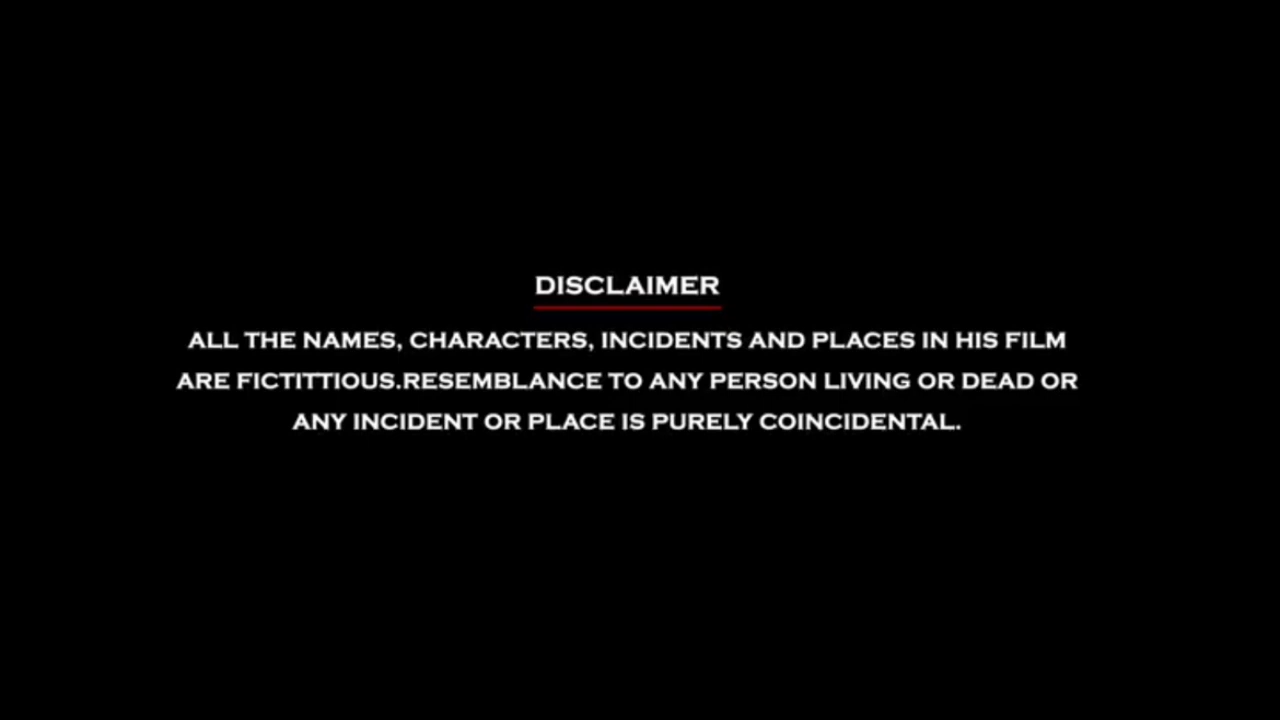 DISCLAIMER
ALL THE NAMES, CHARACTERS, INCIDENTS AND PLACES IN HIS FILM
ARE FICTITTIOUS.RESEMBLANCE TO ANY PERSON LIVING OR DEAD OR
ANY INCIDENT OR PLACE IS PURELY COINCIDENTAL.